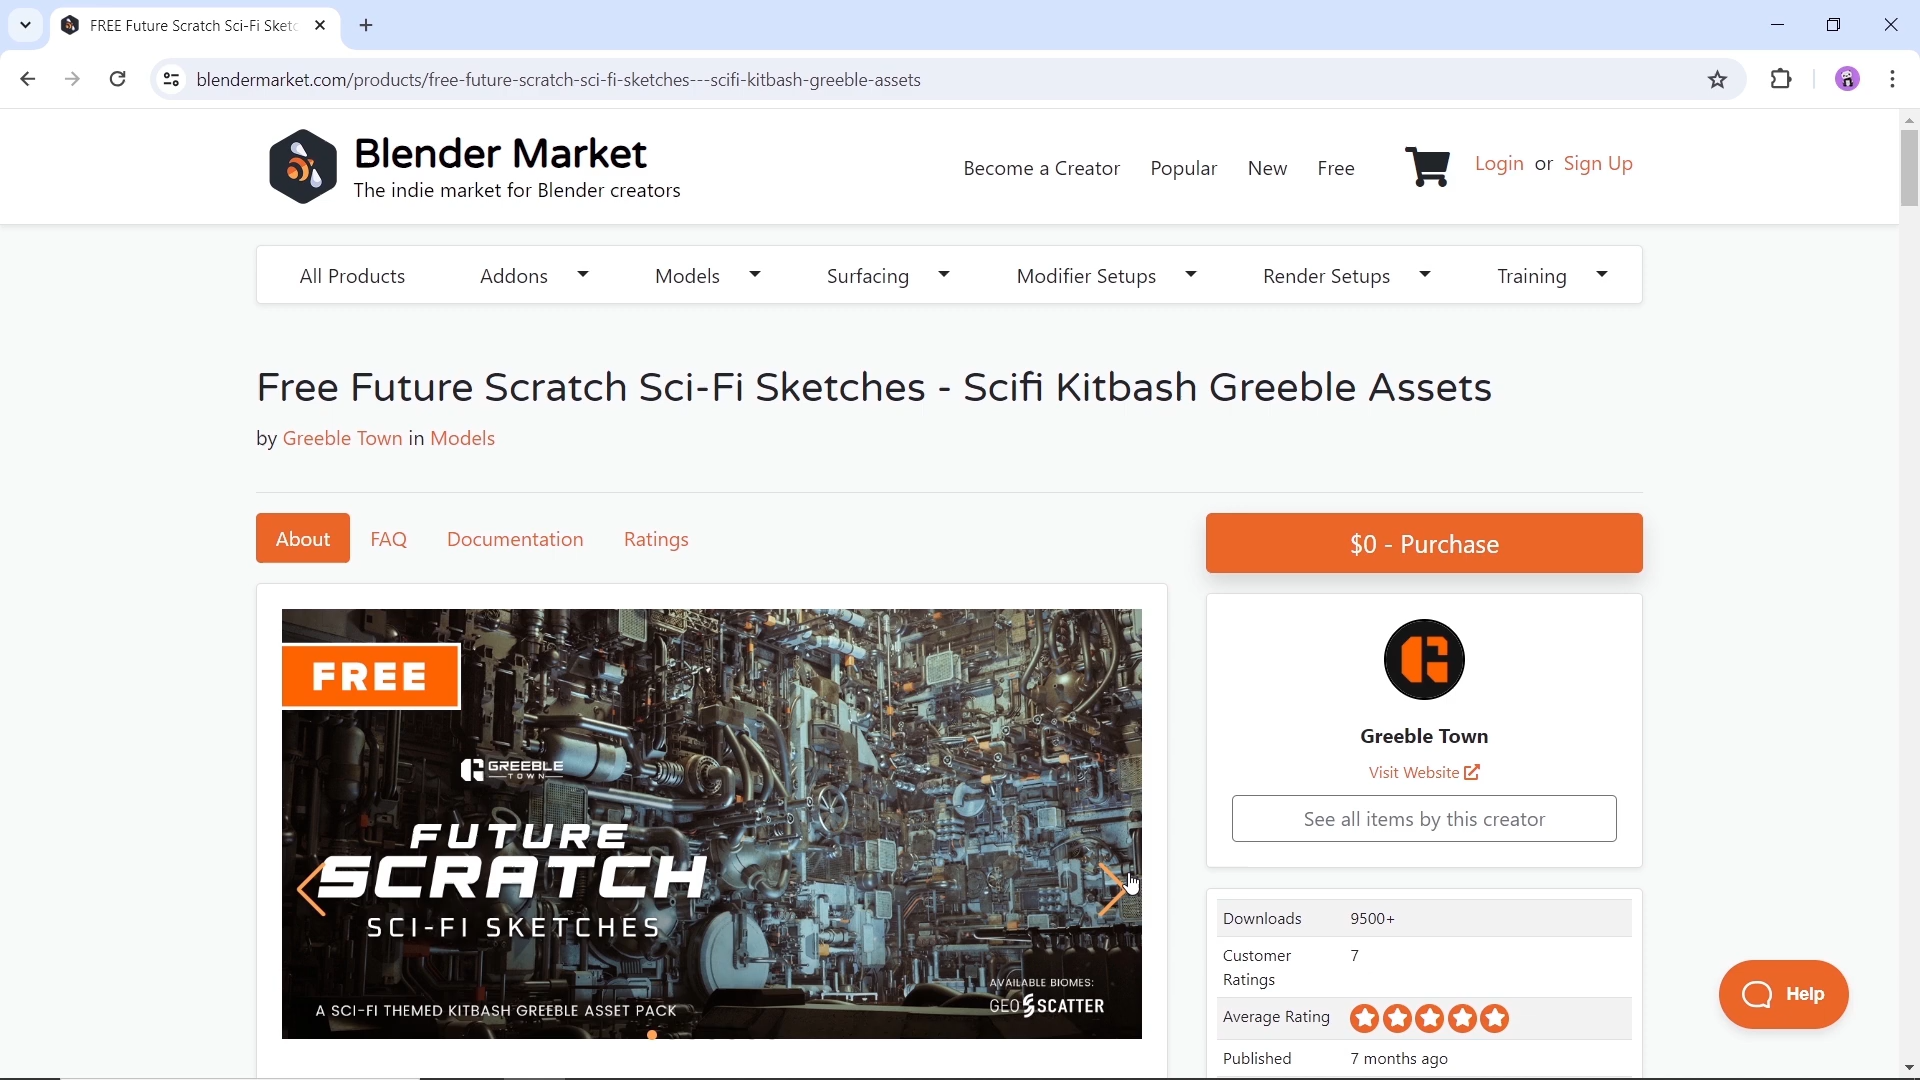 FREE Future Scratch Sci-Fi Sketc
blendermarket.com/products/free-future-scratch-sci-fi-sketches---scifi-kitbash-greeble-assets
Blender Market
The indie market for Blender creators
Become a Creator
Popular
New
Free
Login or Sign Up
All Products
Addons
Models
Surfacing
Modifier Setups
Render Setups
Training
Free Future Scratch Sci-Fi Sketches - Scifi Kitbash Greeble Assets
by Greeble Town in Models
About
FAQ
Documentation
Ratings
$0 - Purchase
FREE
GREEBLE
TOWN
FUTURE
SCRATCH
SCI-FI SKETCHES
A SCI-FI THEMED KITBASH GREEBLE ASSET PACK
AVAILABLE BIOMES:
GEO SCATTER
Greeble Town
Visit Website
See all items by this creator
Downloads 9500+
Customer Ratings 7
Average Rating
Published 7 months ago
Help